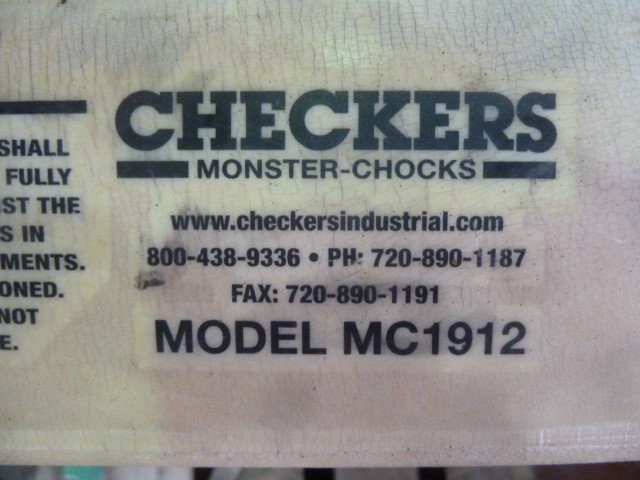 SHALL
FULLY
THE
S IN
MENTS.
ONED.
NOT
E.
CHECKERS
MONSTER-CHOCKS
www.checkersindustrial.com
800-438-9336 • PH: 720-890-1187
FAX: 720-890-1191
MODEL MC1912